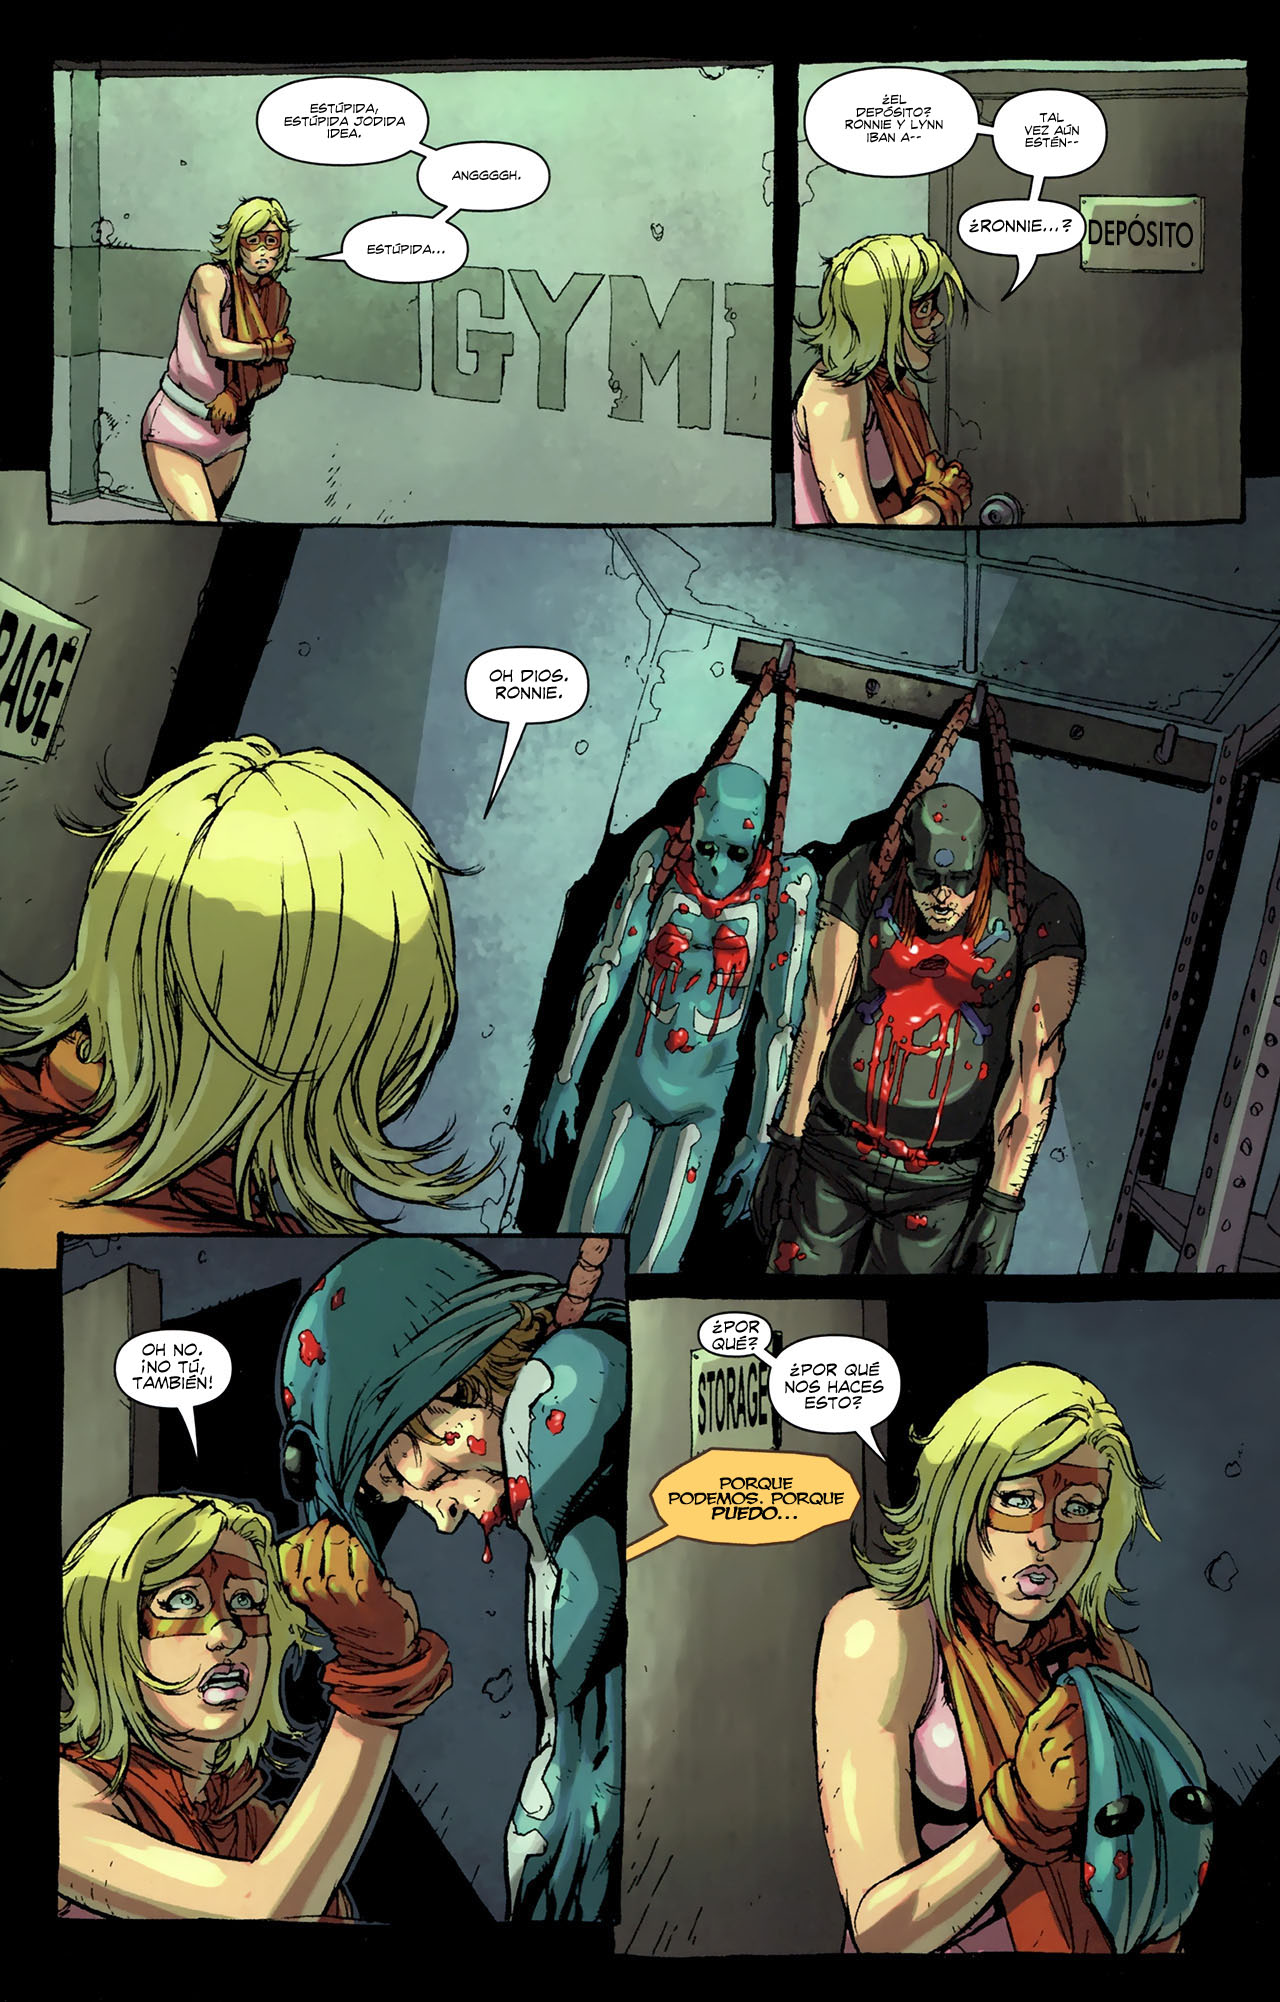 ESTÚPIDA,
ESTÚPIDA JODIDA
IDEA.
ANGGGGH.
ESTÚPIDA...
GYM
¿EL
DEPÓSITO?
RONNIE Y LYNN
IBAN A--
TAL
VEZ AÚN
ESTÉN--
¿RONNIE...?
DEPÓSITO
RAGE
OH DIOS.
RONNIE.
OH NO.
¡NO TÚ,
TAMBIÉN!
¿POR
QUÉ?
¿POR QUÉ
NOS HACES
ESTO?
STORAGE
PORQUE
PODEMOS. PORQUE
PUEDO...